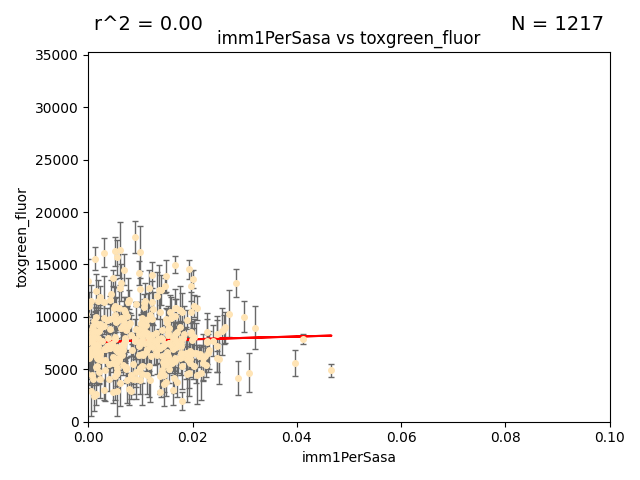 r^2 = 0.00
N = 1217
imm1PerSasa vs toxgreen_fluor
35000
30000
25000
20000
15000
10000
5000
0
toxgreen_fluor
0.00
0.02
0.04
0.06
0.08
0.10
imm1PerSasa